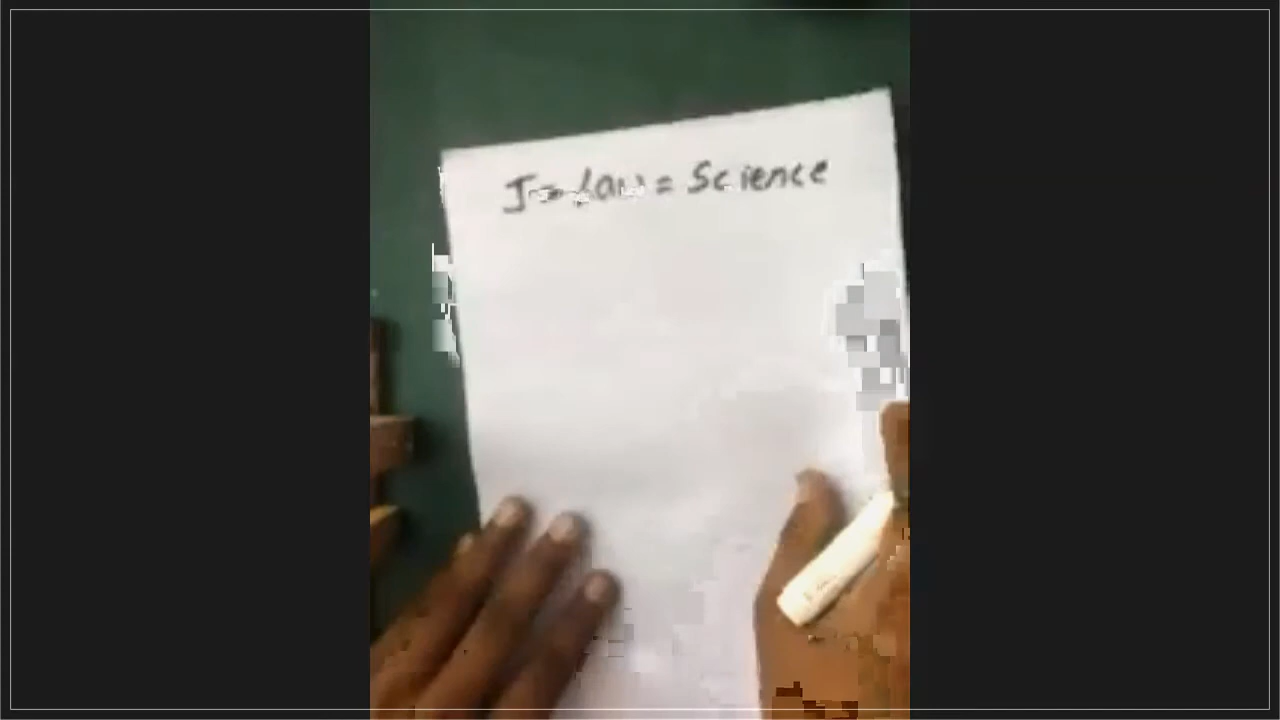 J = Law = Science